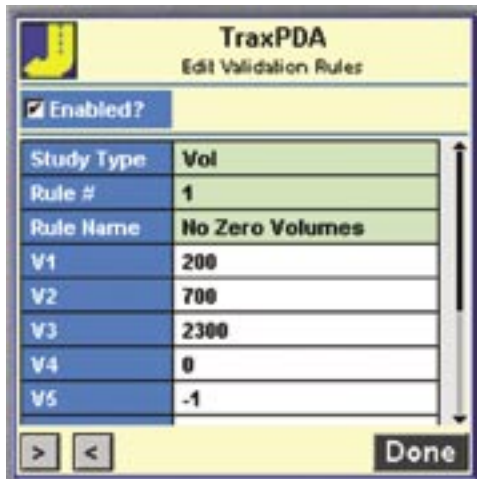 TraxPDA
Edit Validation Rules
Enabled?
Study Type Vol
Rule # 1
Rule Name No Zero Volumes
V1 200
V2 700
V3 2300
V4 0
V5 -1
> < Done